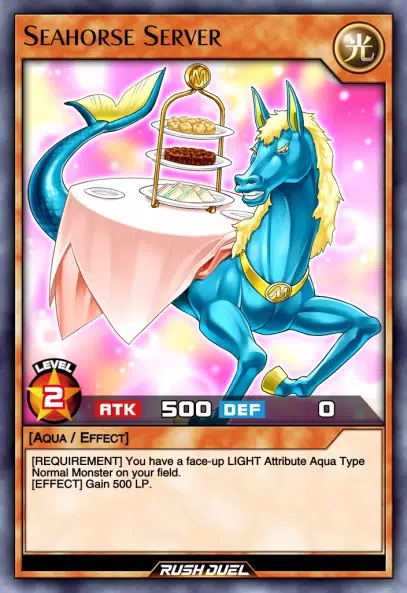 SEAHORSE SERVER
光
M
M
LEVEL
2
ATK 500 DEF 0
[AQUA / EFFECT]
[REQUIREMENT] You have a face-up LIGHT Attribute Aqua Type
Normal Monster on your field.
[EFFECT] Gain 500 LP.
RUSH DUEL